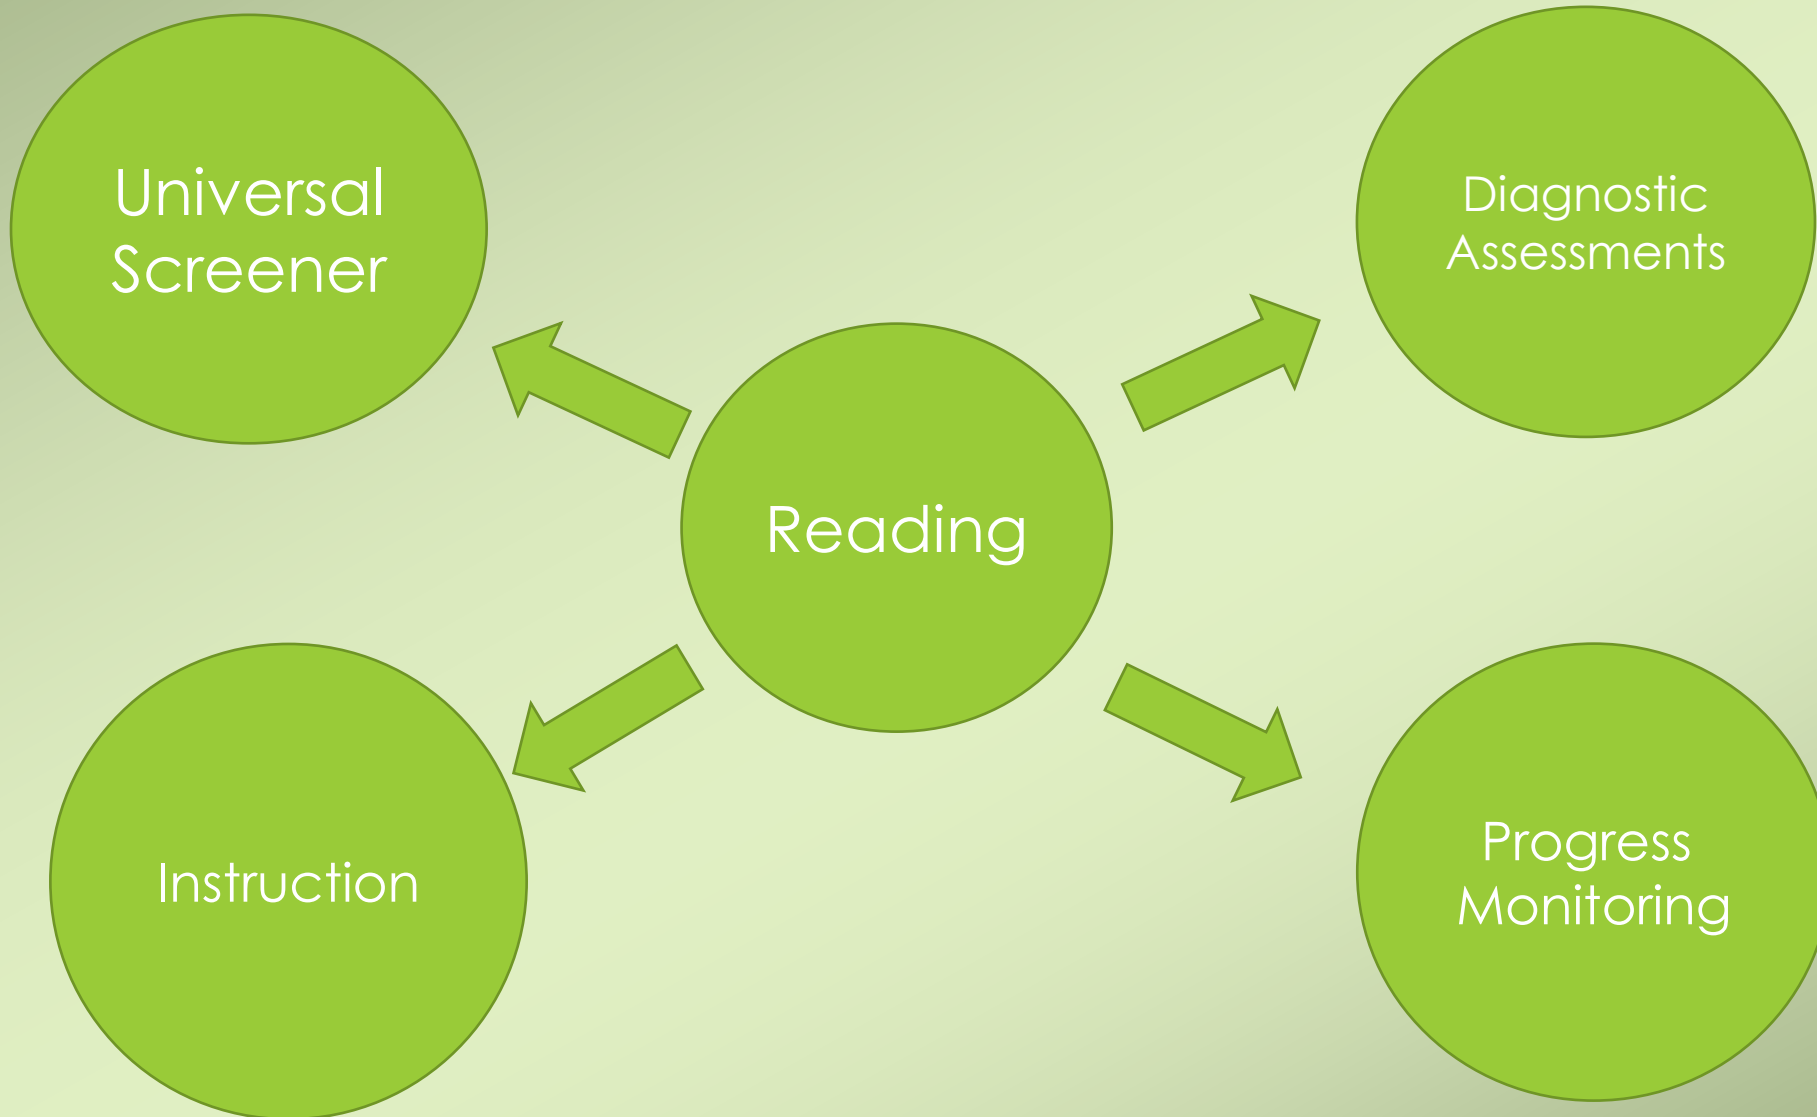 Universal
Screener
Diagnostic
Assessments
Reading
Instruction
Progress
Monitoring